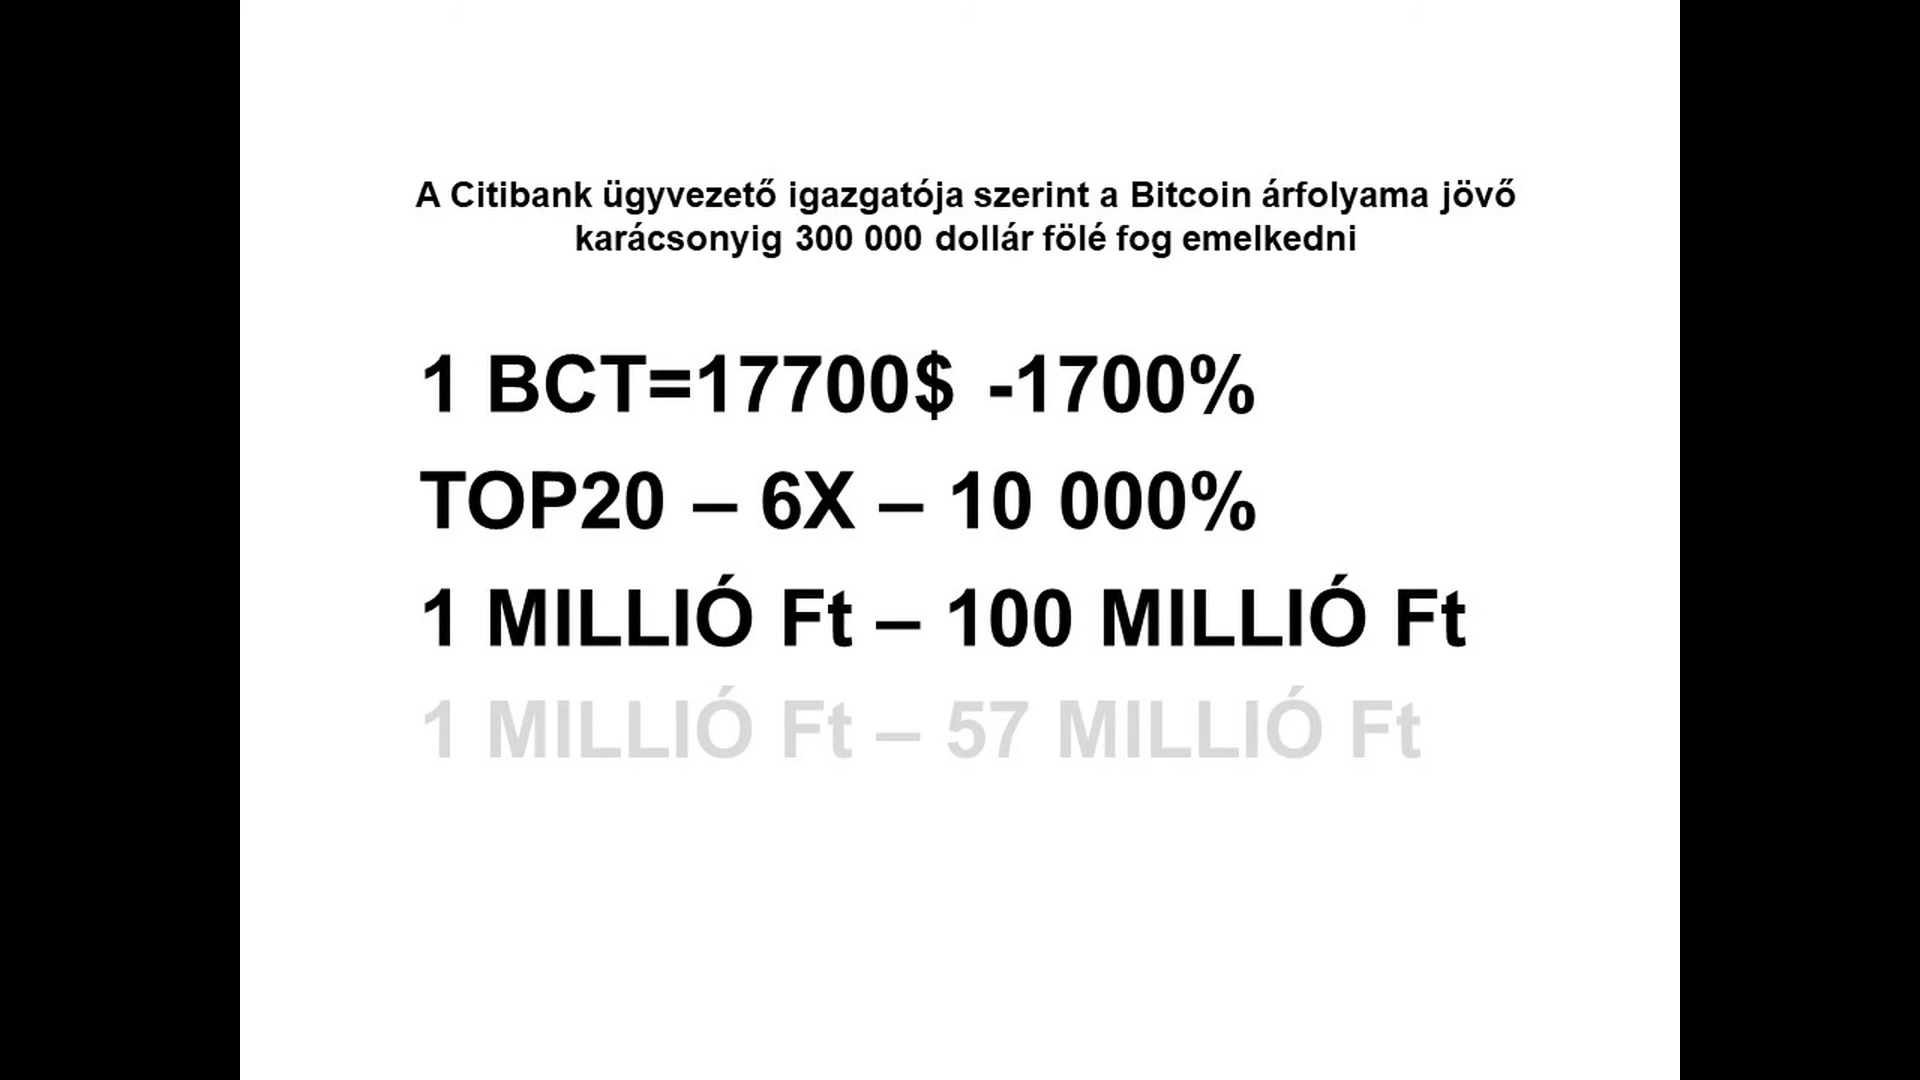 A Citibank ügyvezető igazgatója szerint a Bitcoin árfolyama jövő
karácsonyig 300 000 dollár fölé fog emelkedni
1 BCT=17700$ -1700%
TOP20 – 6X – 10 000%
1 MILLIÓ Ft – 100 MILLIÓ Ft
1 MILLIÓ Ft – 57 MILLIÓ Ft